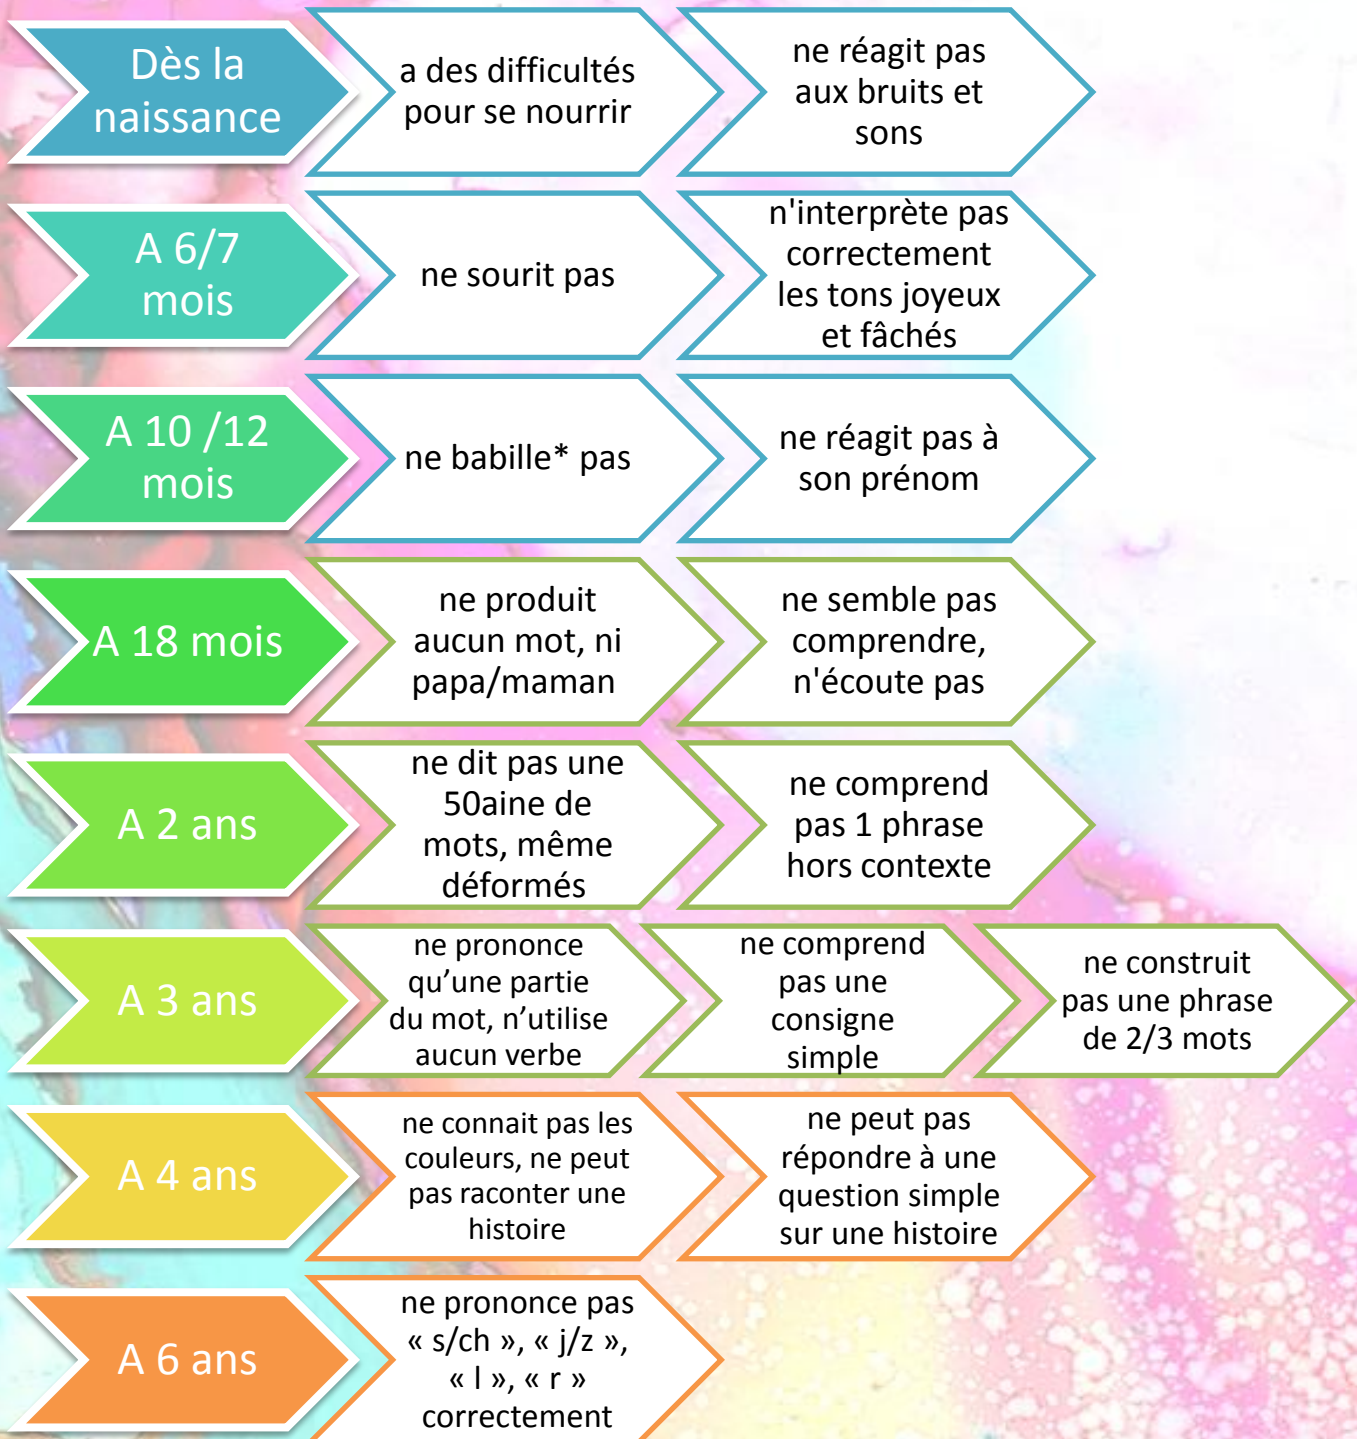 Dès la
naissance
a des difficultés
pour se nourrir
ne réagit pas
aux bruits et
sons
A 6/7
mois
ne sourit pas
n'interprète pas
correctement
les tons joyeux
et fâchés
A 10 /12
mois
ne babille* pas
ne réagit pas à
son prénom
A 18 mois
ne produit
aucun mot, ni
papa/maman
ne semble pas
comprendre,
n'écoute pas
A 2 ans
ne dit pas une
50aine de
mots, même
déformés
ne comprend
pas 1 phrase
hors contexte
A 3 ans
ne prononce
qu’une partie
du mot, n’utilise
aucun verbe
ne comprend
pas une
consigne
simple
ne construit
pas une phrase
de 2/3 mots
A 4 ans
ne connait pas les
couleurs, ne peut
pas raconter une
histoire
ne peut pas
répondre à une
question simple
sur une histoire
A 6 ans
ne prononce pas
« s/ch », « j/z »,
« l », « r »
correctement